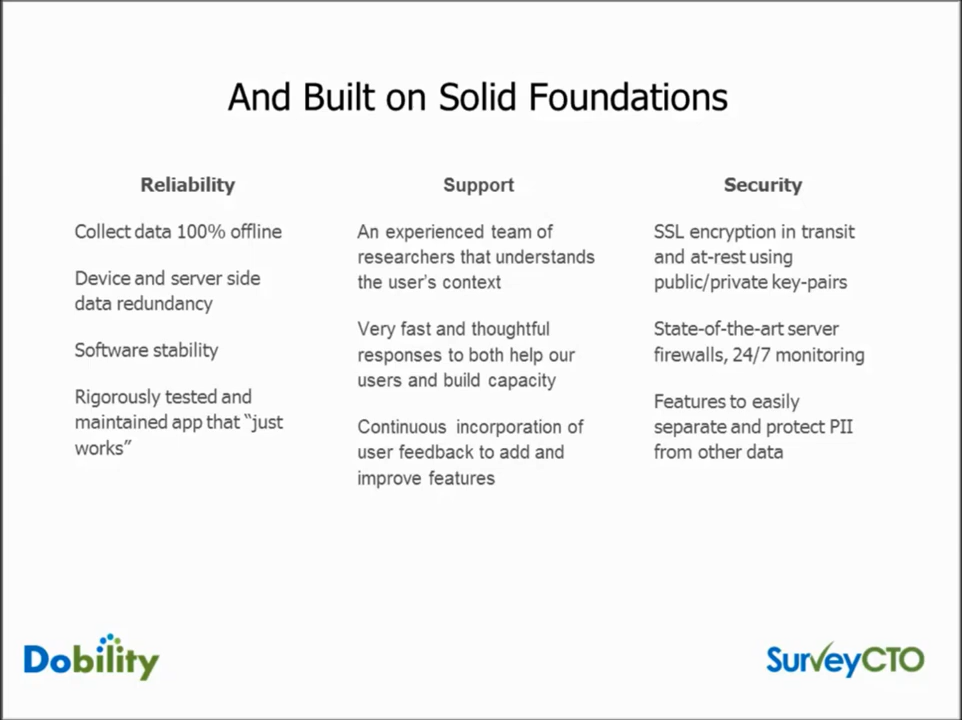 And Built on Solid Foundations
Reliability
Collect data 100% offline
Device and server side
data redundancy
Software stability
Rigorously tested and
maintained app that “just
works”
Support
An experienced team of
researchers that understands
the user’s context
Very fast and thoughtful
responses to both help our
users and build capacity
Continuous incorporation of
user feedback to add and
improve features
Security
SSL encryption in transit
and at-rest using
public/private key-pairs
State-of-the-art server
firewalls, 24/7 monitoring
Features to easily
separate and protect PII
from other data
Dobility
SurveyCTO